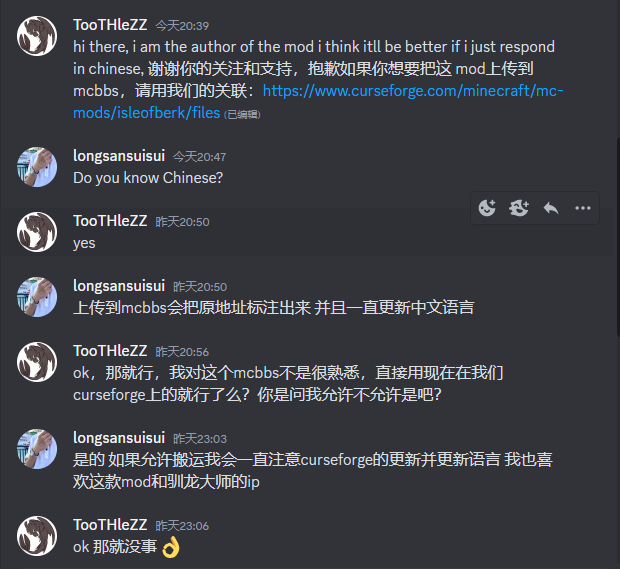 TooTHleZZ 今天20:39
hi there, i am the author of the mod i think itll be better if i just respond
in chinese, 谢谢你的关注和支持，抱歉如果你想要把这 mod上传到
mcbbs，请用我们的关联：https://www.curseforge.com/minecraft/mc-
mods/isleofberk/files (已编辑)
longsansuisui 今天20:47
Do you know Chinese?
TooTHleZZ 昨天20:50
yes
longsansuisui 昨天20:50
上传到mcbbs会把原地址标注出来 并且一直更新中文语言
TooTHleZZ 昨天20:56
ok，那就行，我对这个mcbbs不是很熟悉，直接用现在在我们
curseforge上的就行了么？你是问我允许不允许是吧？
longsansuisui 昨天23:03
是的 如果允许搬运我会一直注意curseforge的更新并更新语言 我也喜
欢这款mod和驯龙大师的ip
TooTHleZZ 昨天23:06
ok 那就没事 👌